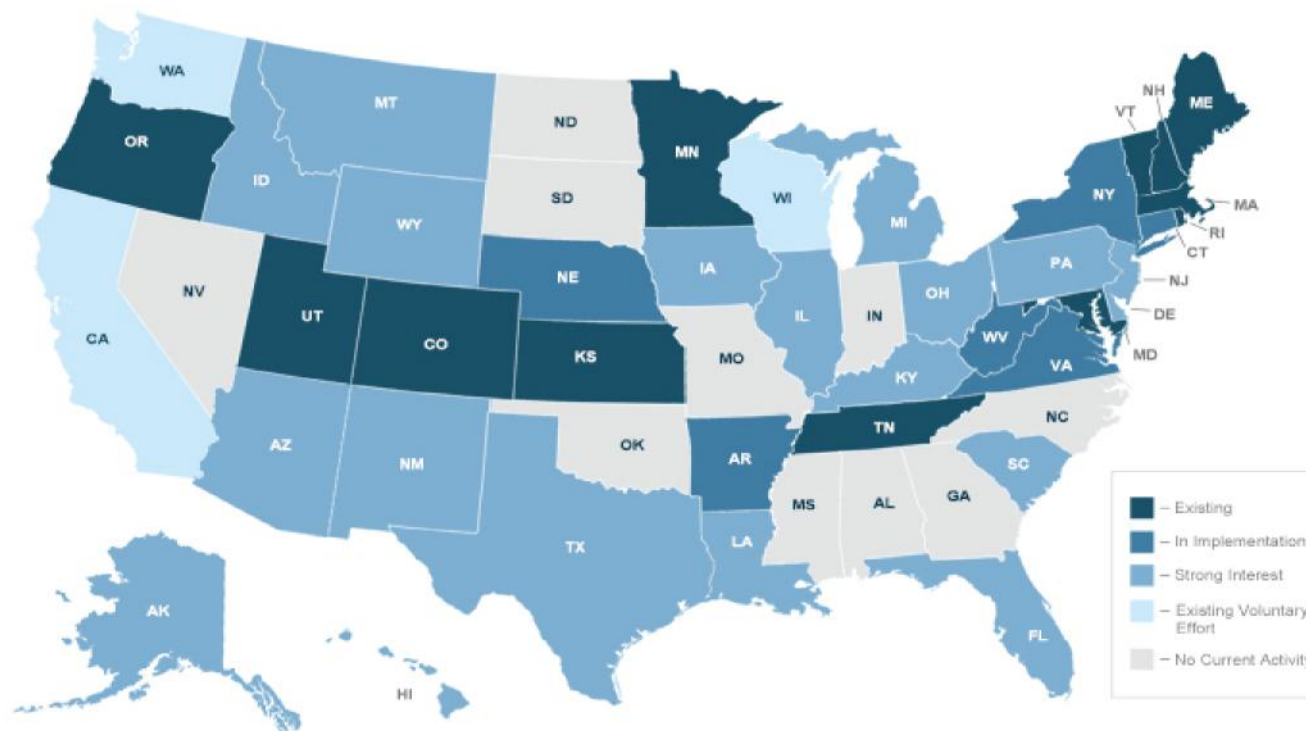 WA
MT
ND
MN
NH
VT
ME
OR
ID
SD
WI
NY
MA
WY
MI
RI
CT
NE
IA
PA
NJ
NV
UT
CO
KS
IL
IN
OH
DE
WV
MD
CA
MO
KY
VA
AZ
NM
OK
AR
TN
NC
SC
MS
AL
GA
TX
LA
AK
HI
FL
– Existing
– In Implementation
– Strong Interest
– Existing Voluntary
Effort
– No Current Activity